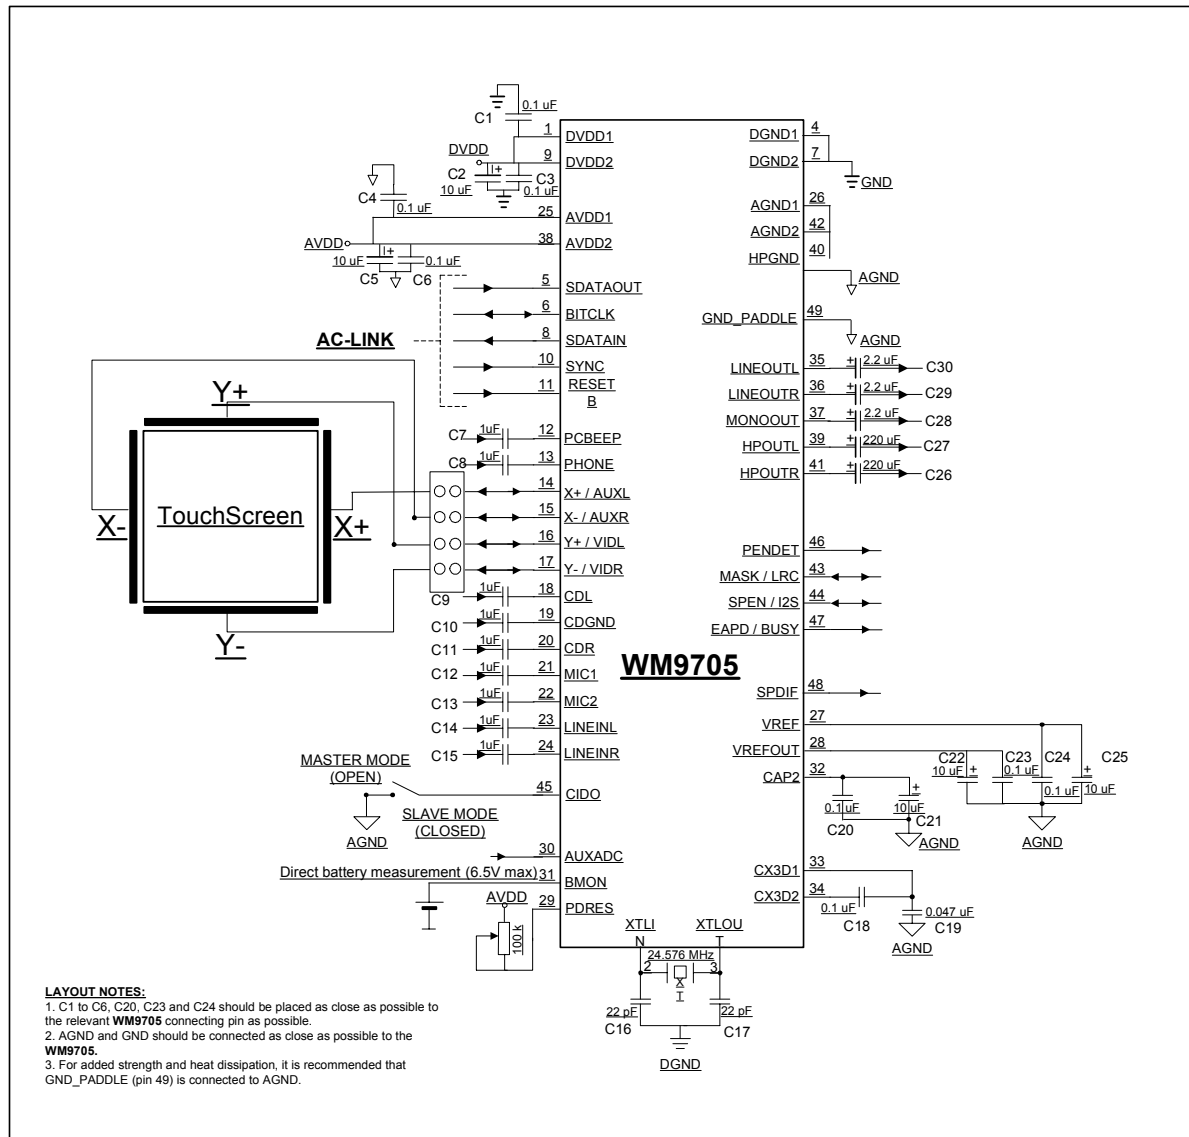 0.1 uF
C1
1
DVDD1
DVDD
9
DVDD2
C2
C3
10 uF
0.1 uF
C4
0.1 uF
25
AVDD1
AVDD
38
AVDD2
10 uF
C5
C6
0.1 uF
5
SDATAOUT
6
BITCLK
AC-LINK
8
SDATAIN
10
SYNC
11
RESET
B
C7
1uF
12
PCBEEP
C8
1uF
13
PHONE
14
X+ / AUXL
15
X- / AUXR
16
Y+ / VIDL
17
Y- / VIDR
Y+
X-
TouchScreen
X+
Y-
C9
1uF
18
CDL
C10
1uF
19
CDGND
C11
1uF
20
CDR
C12
1uF
21
MIC1
C13
1uF
22
MIC2
C14
1uF
23
LINEINL
C15
1uF
24
LINEINR
MASTER MODE
(OPEN)
45
CIDO
SLAVE MODE
(CLOSED)
AGND
30
AUXADC
Direct battery measurement (6.5V max)
31
BMON
AVDD
29
PDRES
100 k
WM9705
4
DGND1
7
DGND2
GND
26
AGND1
42
AGND2
40
HPGND
AGND
49
GND_PADDLE
AGND
35
LINEOUTL
+
2.2 uF
C30
36
LINEOUTR
+
2.2 uF
C29
37
MONOOUT
+
2.2 uF
C28
39
HPOUTL
+
220 uF
C27
41
HPOUTR
+
220 uF
C26
46
PENDET
43
MASK / LRC
44
SPEN / I2S
47
EAPD / BUSY
48
SPDIF
27
VREF
28
VREFOUT
C22
C23
C24
C25
10 uF
+
0.1 uF
0.1 uF
+
10 uF
AGND
32
CAP2
+
0.1 uF
10 uF
C20
C21
AGND
33
CX3D1
34
CX3D2
0.1 uF
C18
0.047 uF
C19
AGND
XTLI
N
XTLOU
T
24.576 MHz
2
3
X
T
22 pF
C16
22 pF
C17
DGND
LAYOUT NOTES:
1. C1 to C6, C20, C23 and C24 should be placed as close as possible to
the relevant WM9705 connecting pin as possible.
2. AGND and GND should be connected as close as possible to the
WM9705.
3. For added strength and heat dissipation, it is recommended that
GND_PADDLE (pin 49) is connected to AGND.